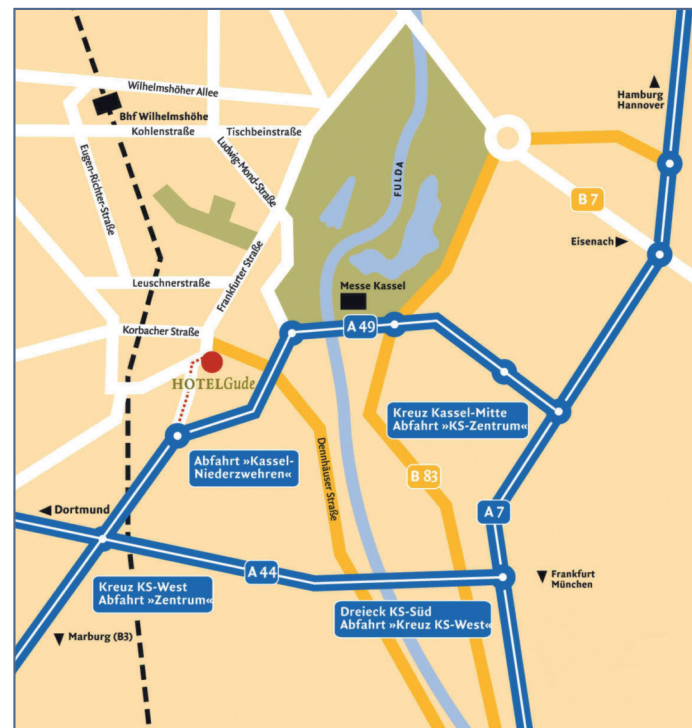 Hamburg
Hannover
Wilhelmshöher Allee
Bhf Wilhelmshöhe
Kohlenstraße
Tischbeinstraße
Ludwig-Mond-Straße
Eugen-Richter-Straße
FULDA
B 7
Eisenach
Leuschnerstraße
Frankfurter Straße
Messe Kassel
Korbacher Straße
A 49
HOTELGude
Kreuz Kassel-Mitte
Abfahrt »KS-Zentrum«
Abfahrt »Kassel-
Niederzwehren«
Dennhäuser Straße
B 83
A 7
Dortmund
A 44
Frankfurt
München
Kreuz KS-West
Abfahrt »Zentrum«
Dreieck KS-Süd
Abfahrt »Kreuz KS-West«
Marburg (B3)